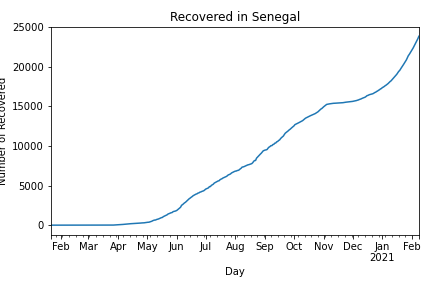 Recovered in Senegal
Number of Recovered
25000
20000
15000
10000
5000
0
Feb Mar Apr May Jun Jul Aug Sep Oct Nov Dec Jan Feb
2021
Day